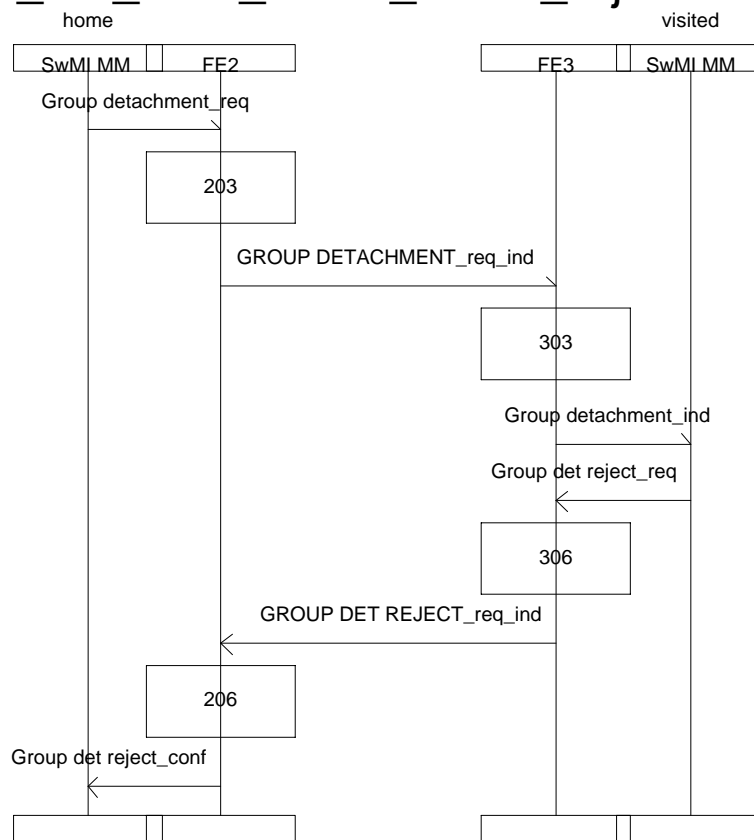 home visited
SwMI MM FE2 FE3 SwMI MM
Group detachment_req
203
GROUP DETACHMENT_req_ind
303
Group detachment_ind
Group det reject_req
306
GROUP DET REJECT_req_ind
206
Group det reject_conf